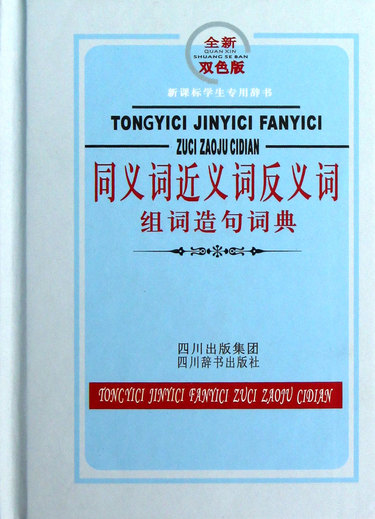 全新
QUAN XIN
SHUANG SE BAN
双色版
新课标学生专用辞书
TONGYICI JINYICI FANYICI
ZUCI ZAOJU CIDIAN
同义词近义词反义词
组词造句词典
四川出版集团
四川辞书出版社
TONGYICI JINYICI FANYICI ZUCI ZAOJU CIDIAN